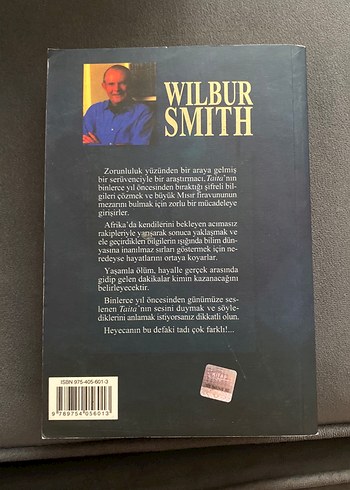 WILBUR
SMITH
Zorunluluk yüzünden bir araya gelmiş
bir serüvenciyle bir araştırmacı, Taita'nın
binlerce yıl öncesinden bıraktığı şifreli bil-
gileri çözmek ve büyük Mısır firavununun
mezarını bulmak için zorlu bir mücadeleye
girişirler.
Afrika'da kendilerini bekleyen acımasız
rakipleriyle yarışarak sonuca yaklaşmak ve
ele geçirdikleri bilgilerin ışığında bilim dün-
yasına inanılmaz sırları göstermek için ne-
redeyse hayatlarını ortaya koyarlar.
Yaşamla ölüm, hayalle gerçek arasında
gidip gelen dakikalar kimin kazanacağını
belirleyecektir.
Binlerce yıl öncesinden günümüze ses-
lenen Taita'nın sesini duymak ve söyle-
diklerini anlamak istiyorsanız dikkatli olun.
Heyecanın bu defaki tadı çok farklı!...
ISBN 975-405-601-3
9 789754 056013